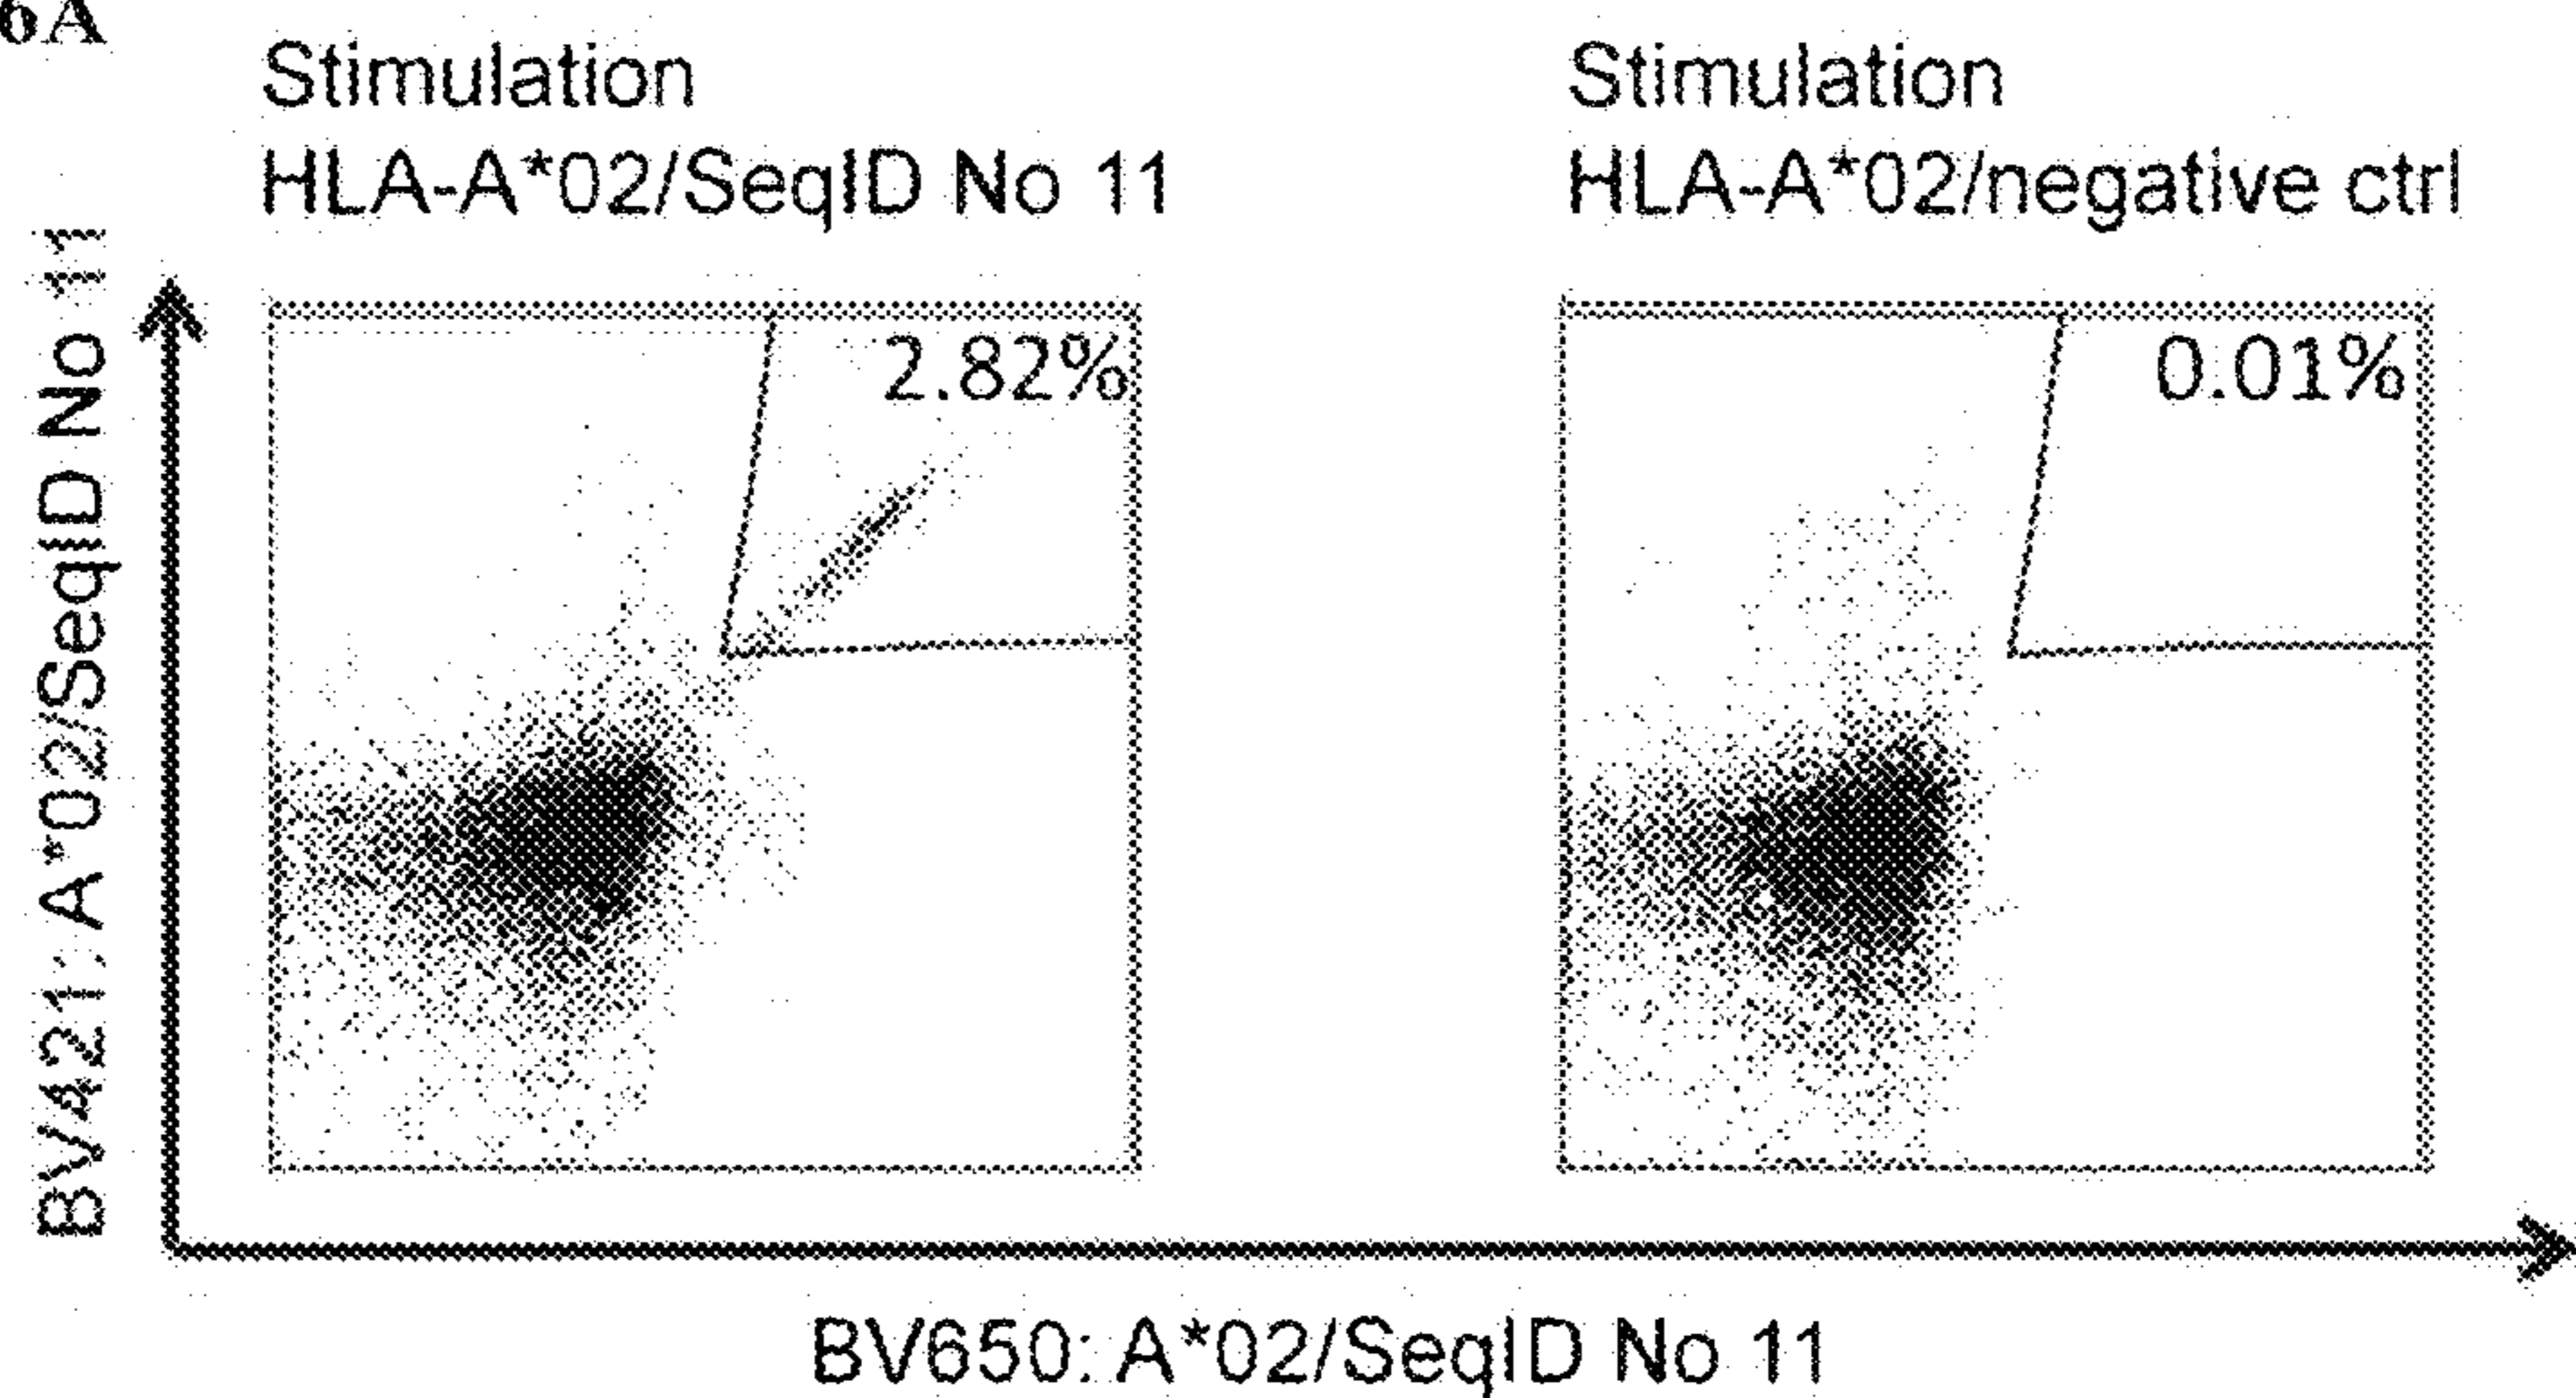 6A
Stimulation
HLA-A*02/SeqID No 11
Stimulation
HLA-A*02/negative ctrl
BV421: A*02/SeqID No 11
2.82%
0.01%
BV650: A*02/SeqID No 11